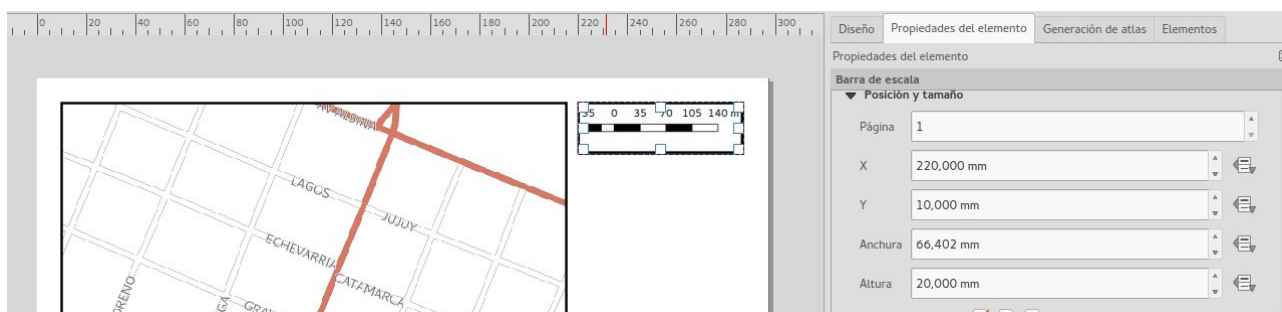 0 20 40 60 80 100 120 140 160 180 200 220 240 260 280 300
Diseño Propiedades del elemento Generación de atlas Elementos
Propiedades del elemento
Barra de escala
Posición y tamaño
Página 1
X 220,000 mm
Y 10,000 mm
Anchura 66,402 mm
Altura 20,000 mm
35 0 35 70 105 140 m
LAGOS
JUJUY
ECHEVARRIA
CATAMARCA